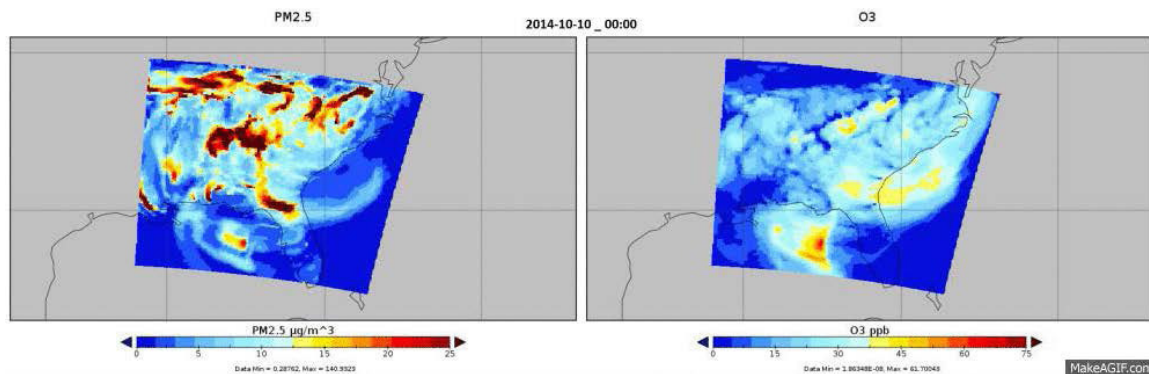 PM2.5
2014-10-10 _ 00:00
O3
PM2.5 µg/m^3
0 5 10 15 20 25
Data Min = 0.28762, Max = 140.9323
O3 ppb
0 15 30 45 60 75
Data Min = 1.86348E-08, Max = 61.70043
MakeAGIF.com